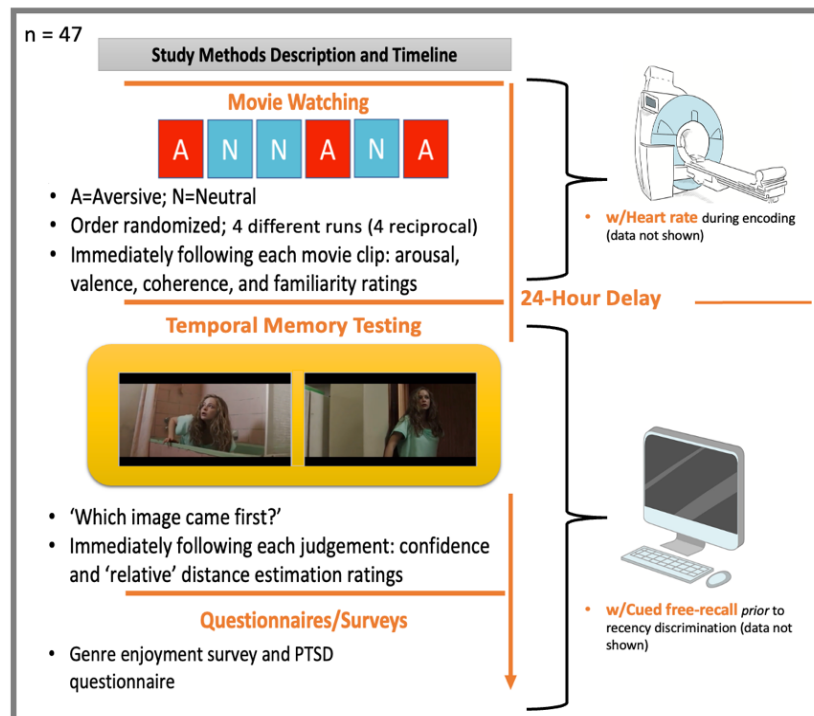 n = 47
Study Methods Description and Timeline
Movie Watching
A N N A N A
• A=Aversive; N=Neutral
• Order randomized; 4 different runs (4 reciprocal)
• Immediately following each movie clip: arousal,
valence, coherence, and familiarity ratings
• w/Heart rate during encoding
(data not shown)
24-Hour Delay
Temporal Memory Testing
• ‘Which image came first?’
• Immediately following each judgement: confidence
and ‘relative’ distance estimation ratings
• w/Cued free-recall prior to
recency discrimination (data not
shown)
Questionnaires/Surveys
• Genre enjoyment survey and PTSD
questionnaire